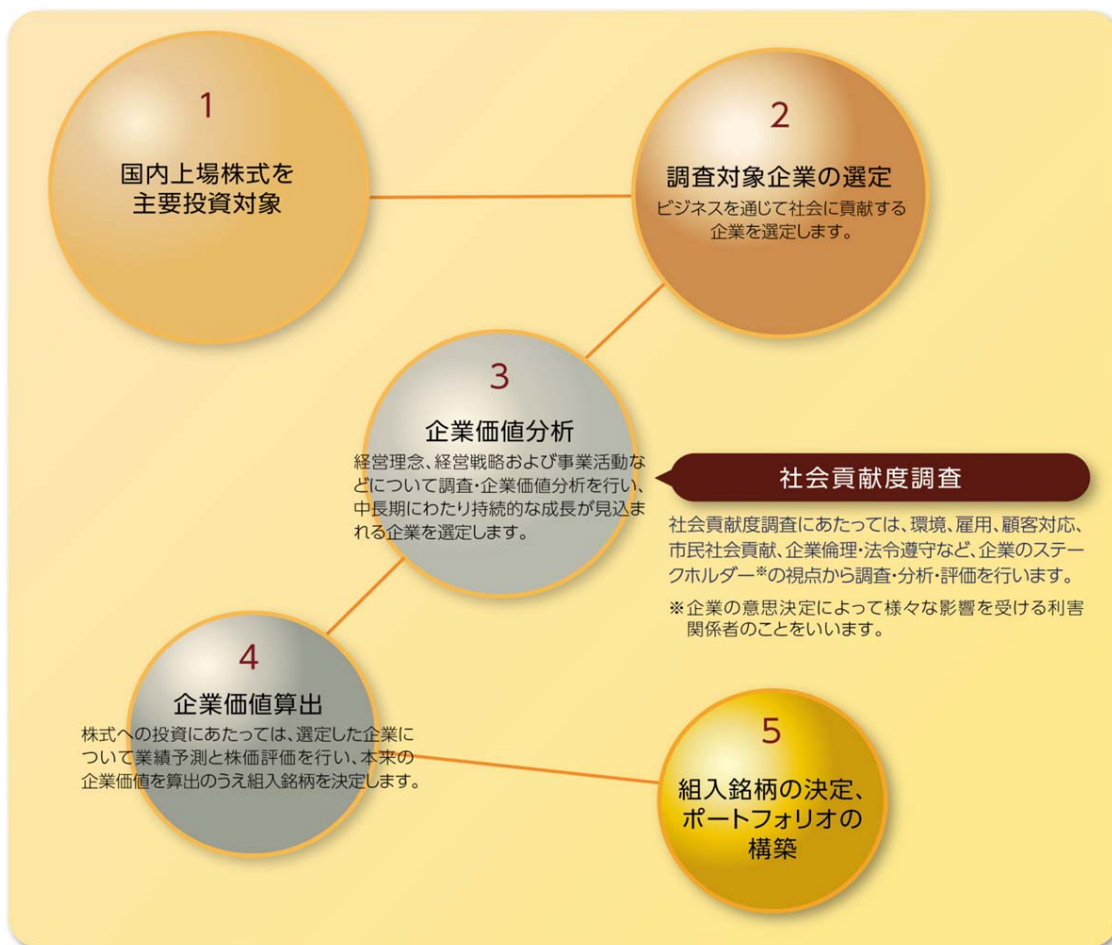 1
国内上場株式を
主要投資対象
2
調査対象企業の選定
ビジネスを通じて社会に貢献する
企業を選定します。
3
企業価値分析
経営理念、経営戦略および事業活動な
どについて調査・企業価値分析を行い、
中長期にわたり持続的な成長が見込ま
れる企業を選定します。
社会貢献度調査
社会貢献度調査にあたっては、環境、雇用、顧客対応、
市民社会貢献、企業倫理・法令遵守など、企業のステー
クホルダー※の視点から調査・分析・評価を行います。
※企業の意思決定によって様々な影響を受ける利害
関係者のことをいいます。
4
企業価値算出
株式への投資にあたっては、選定した企業に
ついて業績予測と株価評価を行い、本来の
企業価値を算出のうえ組入銘柄を決定します。
5
組入銘柄の決定、
ポートフォリオの
構築